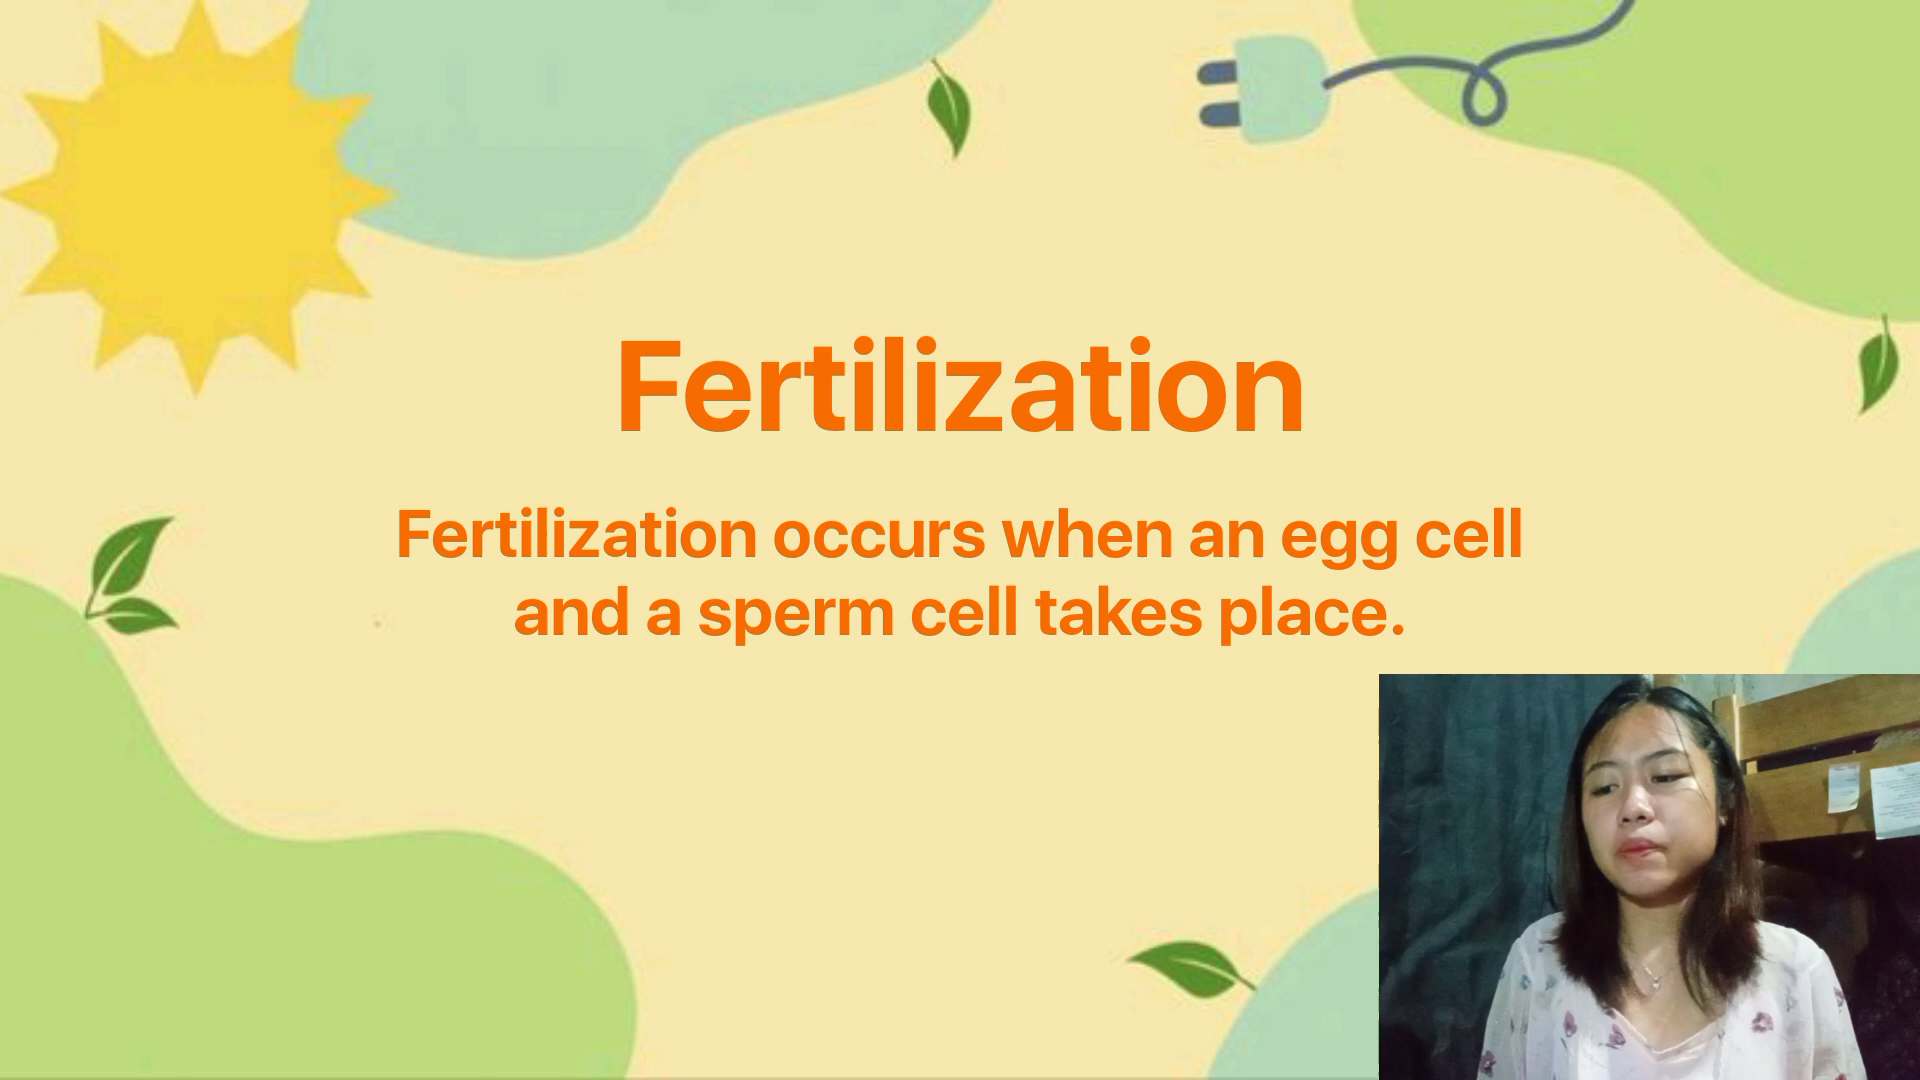 Fertilization
Fertilization occurs when an egg cell
and a sperm cell takes place.